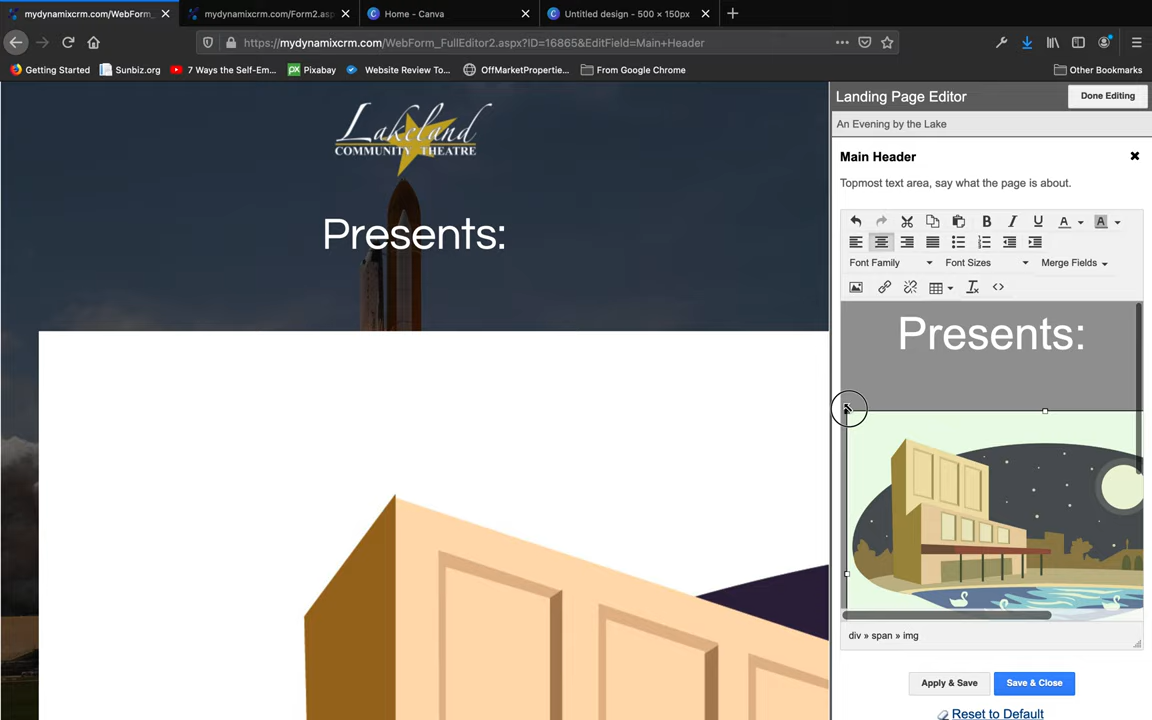 mydynamixcrm.com/WebForm_
mydynamixcrm.com/Form2.asp
Home - Canva
Untitled design - 500 × 150px
https://mydynamixcrm.com/WebForm_FullEditor2.aspx?ID=16865&EditField=Main+Header
Getting Started
Sunbiz.org
7 Ways the Self-Em...
px Pixabay
Website Review To...
OffMarketPropertie...
From Google Chrome
Other Bookmarks
Lakeland
COMMUNITY THEATRE
Presents:
Landing Page Editor
Done Editing
An Evening by the Lake
Main Header
Topmost text area, say what the page is about.
B I U A A
Font Family
Font Sizes
Merge Fields
Presents:
div » span » img
Apply & Save
Save & Close
Reset to Default